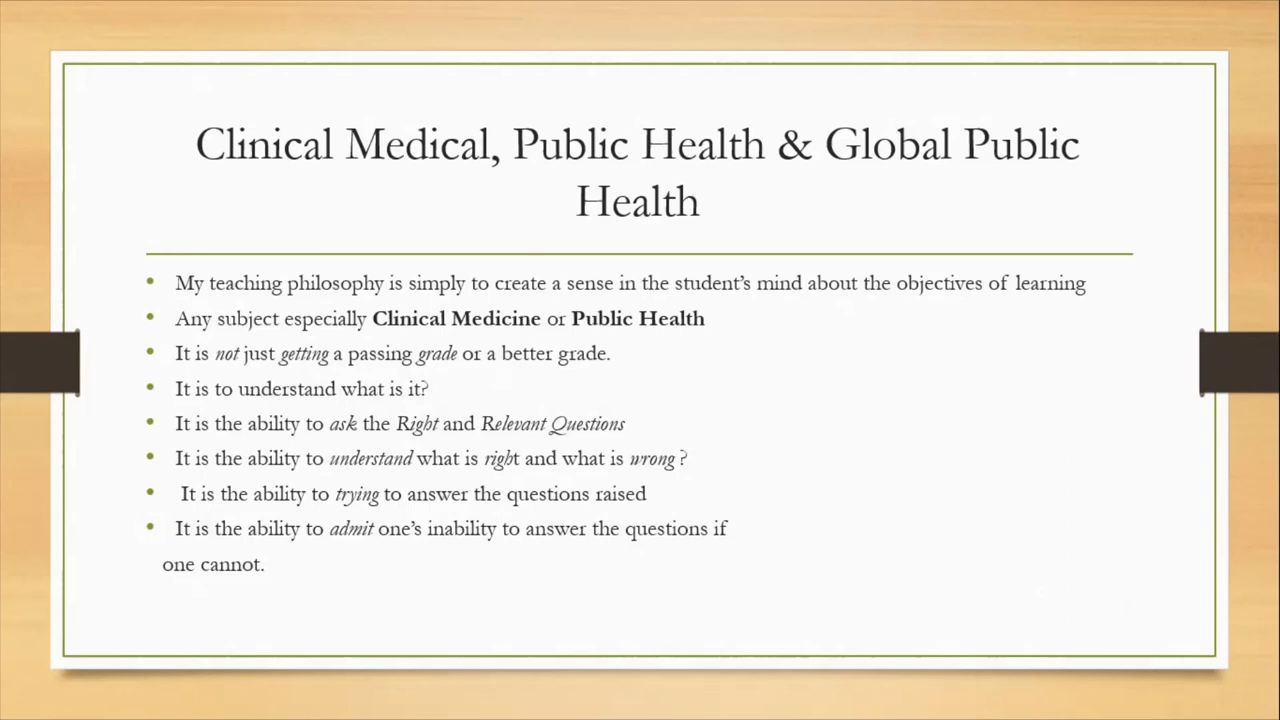 Clinical Medical, Public Health & Global Public
Health
• My teaching philosophy is simply to create a sense in the student’s mind about the objectives of learning
• Any subject especially Clinical Medicine or Public Health
• It is not just getting a passing grade or a better grade.
• It is to understand what is it?
• It is the ability to ask the Right and Relevant Questions
• It is the ability to understand what is right and what is wrong ?
• It is the ability to trying to answer the questions raised
• It is the ability to admit one’s inability to answer the questions if
one cannot.